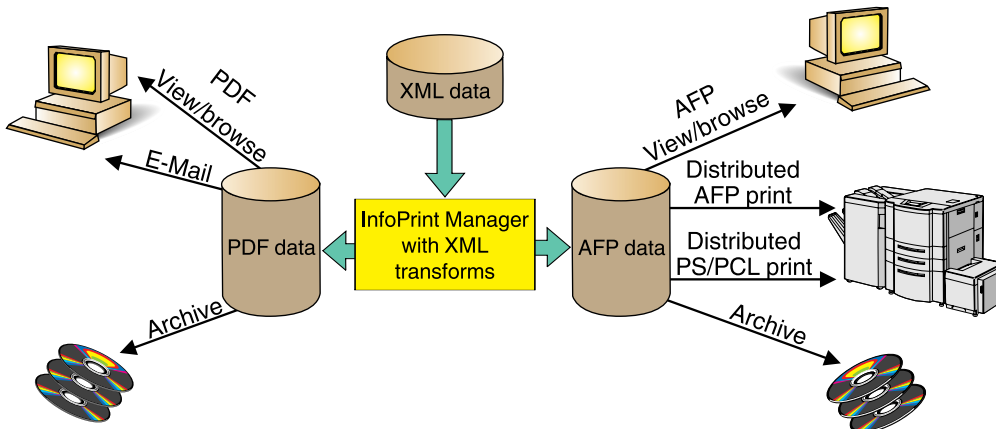 PDF
View/browse
E-Mail
PDF data
Archive
XML data
InfoPrint Manager
with XML
transforms
AFP
View/browse
Distributed
AFP print
Distributed
PS/PCL print
AFP data
Archive